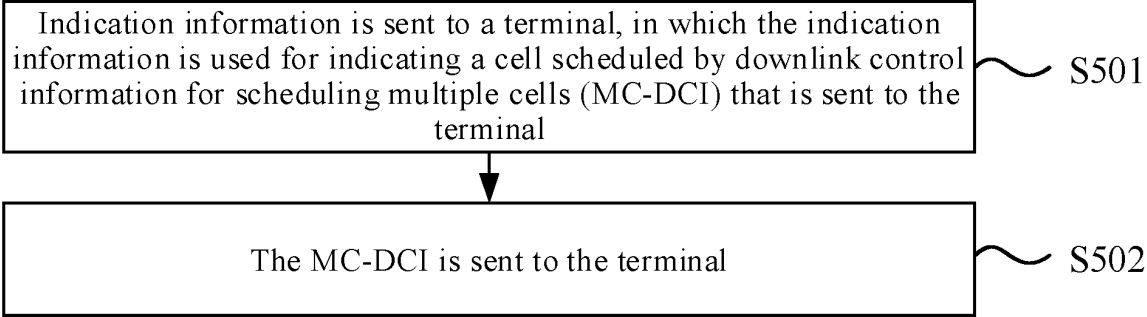 Indication information is sent to a terminal, in which the indication
information is used for indicating a cell scheduled by downlink control
information for scheduling multiple cells (MC-DCI) that is sent to the
terminal
S501
The MC-DCI is sent to the terminal
S502